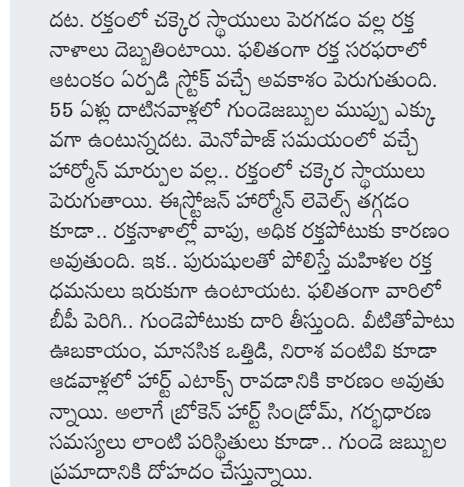 దట. రక్తంలో చక్కెర స్థాయులు పెరగడం వల్ల రక్త
నాళాలు దెబ్బతింటాయి. ఫలితంగా రక్త సరఫరాలో
ఆటంకం ఏర్పడి స్ట్రోక్ వచ్చే అవకాశం పెరుగుతుంది.
55 ఏళ్లు దాటినవాళ్లలో గుండెజబ్బుల ముప్పు ఎక్కు
వగా ఉంటున్నదట. మెనోపాజ్ సమయంలో వచ్చే
హార్మోన్ మార్పుల వల్ల.. రక్తంలో చక్కెర స్థాయులు
పెరుగుతాయి. ఈస్ట్రోజన్ హార్మోన్ లెవెల్స్ తగ్గడం
కూడా.. రక్తనాళాల్లో వాపు, అధిక రక్తపోటుకు కారణం
అవుతుంది. ఇక.. పురుషులతో పోలిస్తే మహిళల రక్త
ధమనులు ఇరుకుగా ఉంటాయట. ఫలితంగా వారిలో
బీపీ పెరిగి.. గుండెపోటుకు దారి తీస్తుంది. వీటితోపాటు
ఊబకాయం, మానసిక ఒత్తిడి, నిరాశ వంటివి కూడా
ఆడవాళ్లలో హార్ట్ ఎటాక్స్ రావడానికి కారణం అవుతు
న్నాయి. అలాగే బ్రోకెన్ హార్ట్ సిండ్రోమ్, గర్భధారణ
సమస్యలు లాంటి పరిస్థితులు కూడా.. గుండె జబ్బుల
ప్రమాదానికి దోహదం చేస్తున్నాయి.